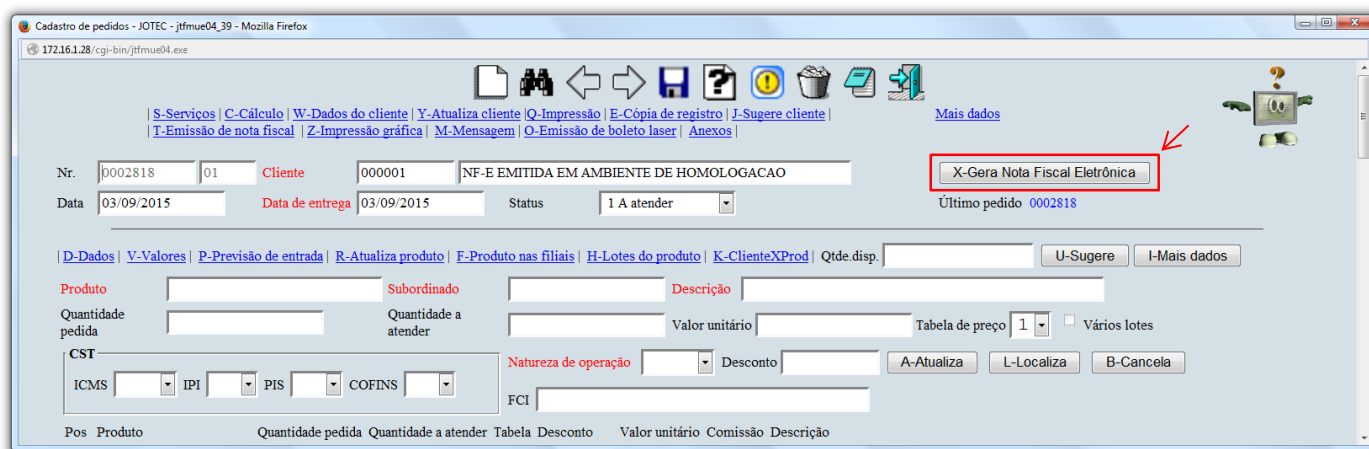 Cadastro de pedidos - JOTEC - jtfmue04_39 - Mozilla Firefox
172.16.1.28/cgi-bin/jtfmue04.exe
| S-Serviços | C-Cálculo | W-Dados do cliente | Y-Atualiza cliente |Q-Impressão | E-Cópia de registro | J-Sugere cliente | Mais dados
| T-Emissão de nota fiscal | Z-Impressão gráfica | M-Mensagem | O-Emissão de boleto laser | Anexos |
Nr. 0002818 01 Cliente 000001 NF-E EMITIDA EM AMBIENTE DE HOMOLOGACAO X-Gera Nota Fiscal Eletrônica
Data 03/09/2015 Data de entrega 03/09/2015 Status 1 A atender Último pedido 0002818
| D-Dados | V-Valores | P-Previsão de entrada | R-Atualiza produto | F-Produto nas filiais | H-Lotes do produto | K-ClienteXProd | Qtde.disp. U-Sugere I-Mais dados
Produto Subordinado Descrição
Quantidade pedida Quantidade a atender Valor unitário Tabela de preço 1 Vários lotes
CST
Natureza de operação Desconto A-Atualiza L-Localiza B-Cancela
ICMS IPI PIS COFINS
FCI
Pos Produto Quantidade pedida Quantidade a atender Tabela Desconto Valor unitário Comissão Descrição